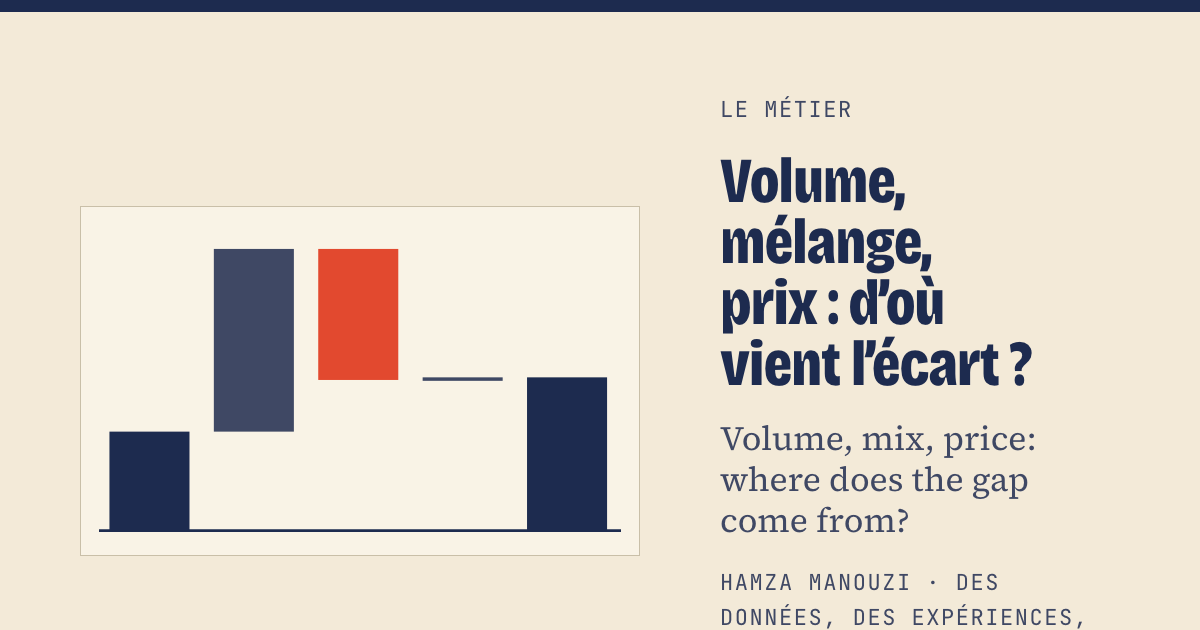 LE MÉTIER
Volume,
mélange,
prix : d’où
vient l’écart ?
Volume, mix, price:
where does the gap
come from?
HAMZA MANOUZI · DES
DONNÉES, DES EXPÉRIENCES,